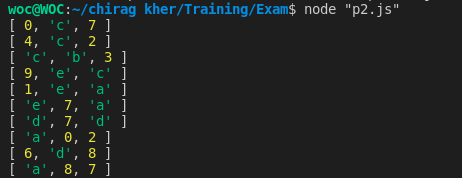 woc@WOC:~/chirag kher/Training/Exam$ node "p2.js"
[ 0, 'c', 7 ]
[ 4, 'c', 2 ]
[ 'c', 'b', 3 ]
[ 9, 'e', 'c' ]
[ 1, 'e', 'a' ]
[ 'e', 7, 'a' ]
[ 'd', 7, 'd' ]
[ 'a', 0, 2 ]
[ 6, 'd', 8 ]
[ 'a', 8, 7 ]